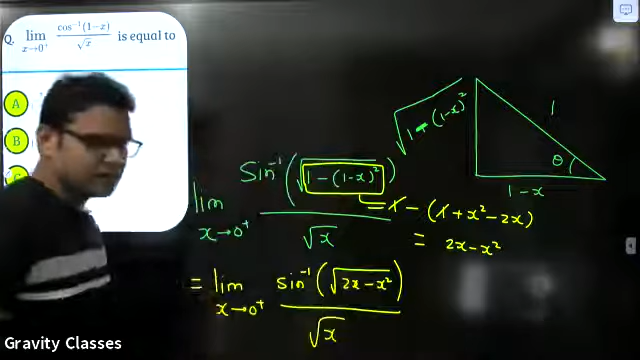 Q. lim x→0⁺ cos⁻¹(1−x) / √x is equal to
A
B
C
√1−(1−x)²
1
θ
1−x
lim x→0⁺ Sin⁻¹(√1−(1−x)²) / √x
= 1 − (1 + x² − 2x)
= 2x − x²
= lim x→0⁺ sin⁻¹(√2x − x²) / √x
Gravity Classes